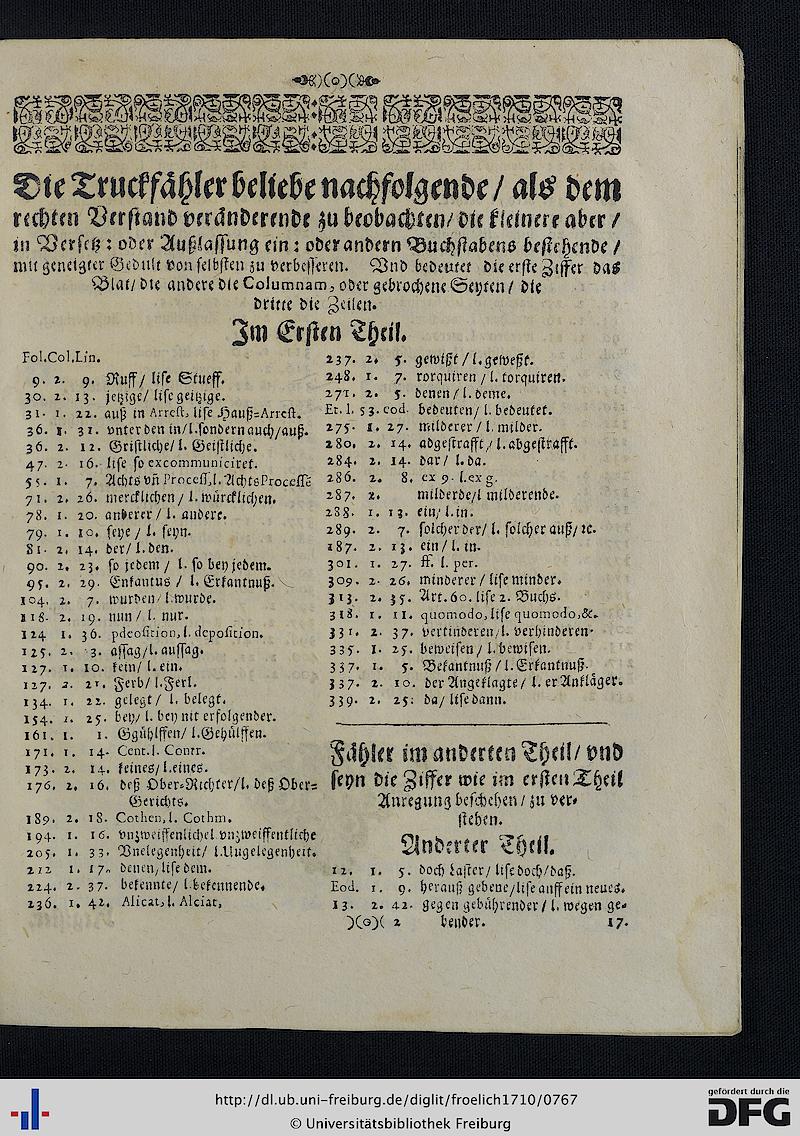 Die Truckfähler beliebe nachfolgende / als dem
rechten Verstand veränderende zu beobachten / die kleinere aber /
in Versetz: oder Außlassung ein: oder andern Buchstabens bestehende /
mit geneigter Gedult von selbsten zu verbesseren. Vnd bedeutet die erste Ziffer das
Blat / die andere die Columnam, oder gebrochene Seyten / die
dritte die Zeilen.
Im Ersten Theil.
Fol. Col. Lin.
9. 2. 9. Ruff / lise Stueff.
30. 2. 13. jetzige / lise geitzige.
31. 1. 22. auß in Arrest, lise Hauß=Arrest.
36. 1. 31. vnter den in / l. sondern auch / auß.
36. 2. 12. Gristliche / l. Geistliche.
47. 2. 16. lise so excommuniciret.
55. 1. 7. Achts vñ Process, l. Achts Processe
71. 2. 26. mercklichen / l. würcklichen.
78. 1. 20. anderer / l. andere.
79. 1. 10. seye / l. seyn.
81. 2. 14. der / l. den.
90. 2. 23. so jedem / l. so bey jedem.
95. 2. 29. Enkantus / l. Erkantnuß.
104. 2. 7. wurden / l. wurde.
118. 2. 19. nun / l. nur.
124 1. 36. pdeosition, l. deposition.
125. 2. 3. assag / l. aussag.
127. 1. 10. kein / l. ein.
127. 2. 21. Ferb / l. Ferl.
134. 1. 22. gelegt / l. belegt.
154. 1. 25. bey / l. bey nit erfolgender.
161. 1. 1. Ggühlffen / l. Gehülffen.
171. 1. 14. Cent. l. Contr.
173. 2. 14. keines / l. eines.
176. 2. 16. deß Ober=Richter / l. deß Ober=
Gerichts.
189. 2. 18. Cothen, l. Cothm.
194. 1. 16. vnzweiffenlichel vnzweiffentliche
205. 1. 33. Vnelegenheit / l. Ungelegenheit.
212 1. 17. denen, lise dem.
224. 2. 37. bekennte / l. bekennende.
236. 1. 42. Alicat, l. Alciat,
237. 2. 5. gewißt / l. geweßt.
248. 1. 7. rorquiren / l. torquiren.
271. 2. 5. denen / l. deme.
Et. l. 53. eod. bedeuten / l. bedeutet.
275. 1. 27. milderer / l. milder.
280. 2. 14. abgestrafft / l. abgestrafft.
284. 2. 14. dar / l. da.
286. 2. 8. ex 9. l. ex g.
287. 2. milderde / l milderende.
288. 1. 13. ein / l. in.
289. 2. 7. solcher der / l. solcher auß / ꝛc.
187. 2. 13. ein / l. in.
301. 1. 27. ff. l. per.
309. 2. 26. minderer / lise minder.
313. 2. 35. Art. 60. lise 2. Buchs.
318. 1. 11. quomodo, lise quomodo, &.
331. 2. 37. vertinderen / l. verhinderen.
335. 1. 25. beweisen / l. bewisen.
337. 1. 5. Bekantnuß / l. Erkantnuß.
337. 2. 10. der Angeklagte / l. er Ankläger.
339. 2. 25. da / lise dann.
Fähler im anderten Theil / vnd
seyn die Ziffer wie im ersten Theil
Anregung beschehen / zu ver=
stehen.
Anderter Theil.
12. 1. 5. doch Laster / lise doch / daß.
Eod. 1. 9. herauß gebene / lise auff ein neues.
13. 2. 42. gegen gebührender / l. wegen ge=
)(☉)( 2 bender. 17.
http://dl.ub.uni-freiburg.de/diglit/froelich1710/0767
© Universitätsbibliothek Freiburg
gefördert durch die
DFG